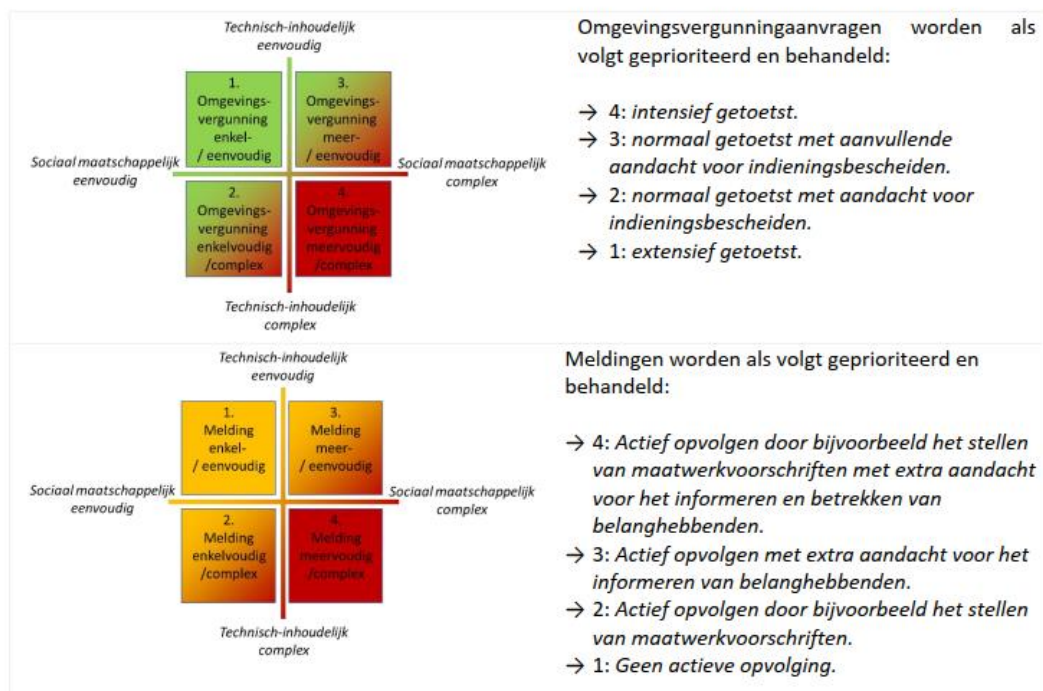 Technisch-inhoudelijk
eenvoudig
1.
Omgevings-
vergunning
enkel-
/ eenvoudig
3.
Omgevings-
vergunning
meer-
/ eenvoudig
Sociaal maatschappelijk
eenvoudig
Sociaal maatschappelijk
complex
2.
Omgevings-
vergunning
enkelvoudig
/complex
4.
Omgevings-
vergunning
meervoudig
/complex
Technisch-inhoudelijk
complex
Omgevingsvergunningaanvragen worden als
volgt geprioriteerd en behandeld:
→ 4: intensief getoetst.
→ 3: normaal getoetst met aanvullende
aandacht voor indieningsbescheiden.
→ 2: normaal getoetst met aandacht voor
indieningsbescheiden.
→ 1: extensief getoetst.
Technisch-inhoudelijk
eenvoudig
1.
Melding
enkel-
/ eenvoudig
3.
Melding
meer-
/ eenvoudig
Sociaal maatschappelijk
eenvoudig
Sociaal maatschappelijk
complex
2.
Melding
enkelvoudig
/complex
4.
Melding
meervoudig
/complex
Technisch-inhoudelijk
complex
Meldingen worden als volgt geprioriteerd en
behandeld:
→ 4: Actief opvolgen door bijvoorbeeld het stellen
van maatwerkvoorschriften met extra aandacht
voor het informeren en betrekken van
belanghebbenden.
→ 3: Actief opvolgen met extra aandacht voor het
informeren van belanghebbenden.
→ 2: Actief opvolgen door bijvoorbeeld het stellen
van maatwerkvoorschriften.
→ 1: Geen actieve opvolging.